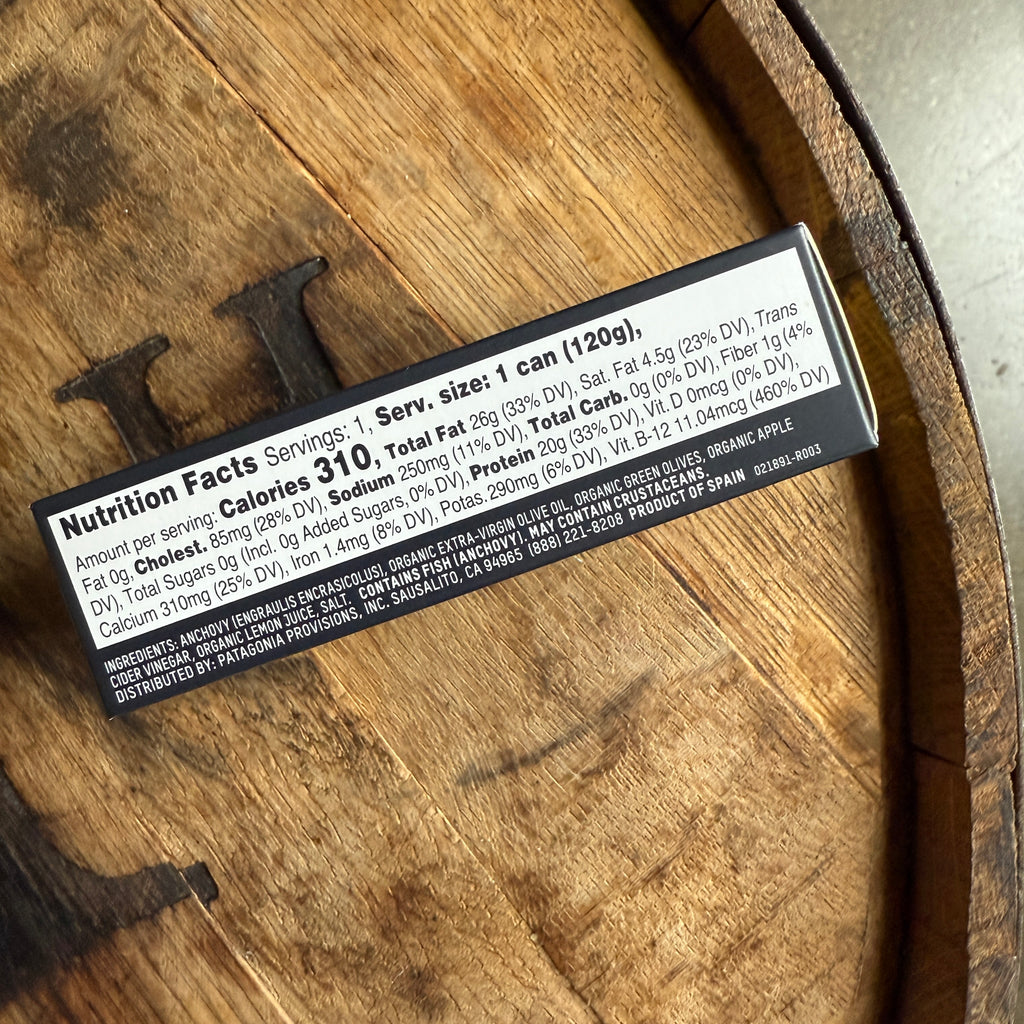 Nutrition Facts Servings: 1, Serv. size: 1 can (120g),
Amount per serving: Calories 310, Total Fat 26g (33% DV), Sat. Fat 4.5g (23% DV), Trans
Fat 0g, Cholest. 85mg (28% DV), Sodium 250mg (11% DV), Total Carb. 0g (0% DV), Fiber 1g (4%
DV), Total Sugars 0g (Incl. 0g Added Sugars, 0% DV), Protein 20g (33% DV), Vit. D 0mcg (0% DV),
Calcium 310mg (25% DV), Iron 1.4mg (8% DV), Potas. 290mg (6% DV), Vit. B-12 11.04mcg (460% DV)
INGREDIENTS: ANCHOVY (ENGRAULIS ENCRASICOLUS), ORGANIC EXTRA-VIRGIN OLIVE OIL, ORGANIC GREEN OLIVES, ORGANIC APPLE
CIDER VINEGAR, ORGANIC LEMON JUICE, SALT. CONTAINS FISH (ANCHOVY). MAY CONTAIN CRUSTACEANS.
DISTRIBUTED BY: PATAGONIA PROVISIONS, INC. SAUSALITO, CA 94965 (888) 221-8208 PRODUCT OF SPAIN 021891-R003